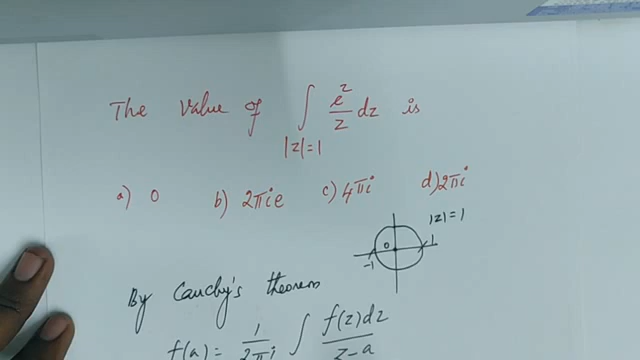 The value of ∫ e^z/z dz is
|z|=1
a) 0 b) 2πie c) 4πi d) 2πi
|z|=1
0 1
-1
By Cauchy's theorem
f(a) = 1/2πi ∫ f(z)dz/z-a